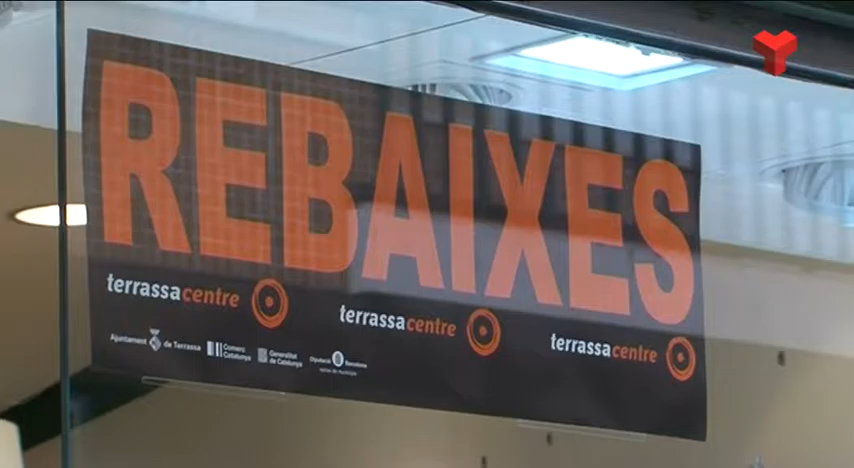 REBAIXES
terrassacentre terrassacentre terrassacentre
Ajuntament de Terrassa Comerç Catalunya Generalitat de Catalunya Diputació Barcelona